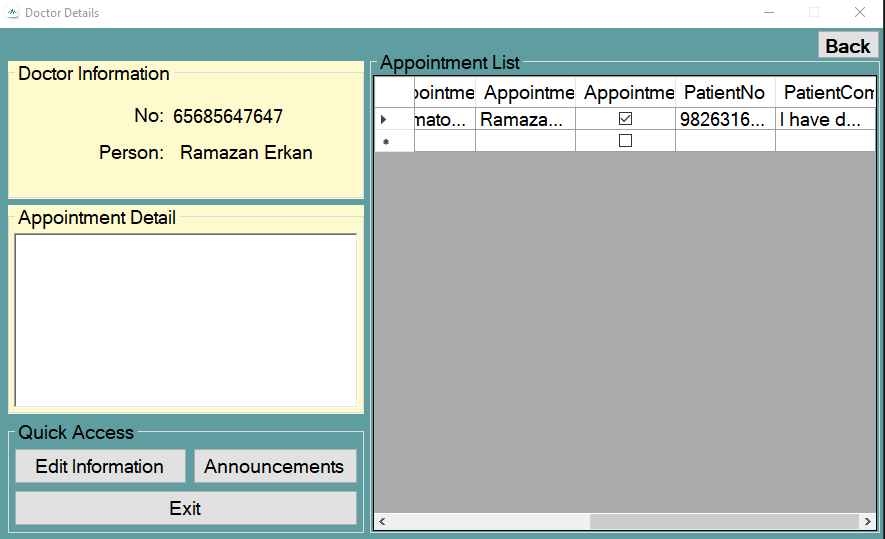 Doctor Details
Back
Doctor Information
No: 65685647647
Person: Ramazan Erkan
Appointment Detail
Quick Access
Edit Information Announcements
Exit
Appointment List
pointme Appointme Appointme PatientNo PatientCom
mato... Ramaza... 9826316... I have d...